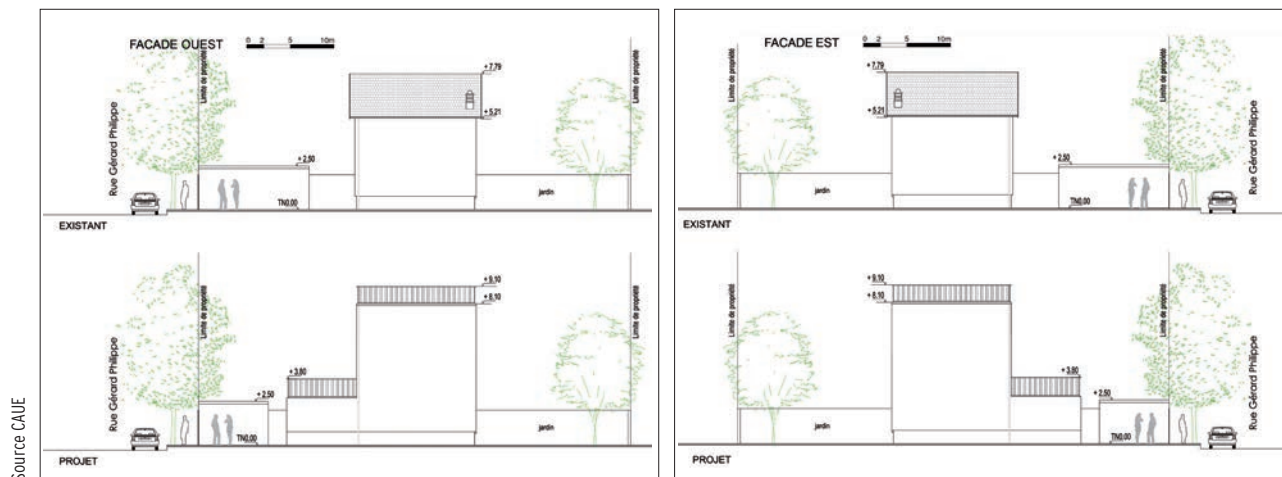 FACADE OUEST
0 2 5 10m
Rue Gérard Philippe
Limite de propriété
+ 7,79
+ 5,21
+ 2,50
TN0,00
jardin
Limite de propriété
EXISTANT
Rue Gérard Philippe
Limite de propriété
+ 9,10
+ 8,10
+ 3,80
+ 2,50
TN0,00
jardin
Limite de propriété
PROJET
FACADE EST
0 2 5 10m
Limite de propriété
+ 7,79
+ 5,21
+ 2,50
TN0,00
jardin
Limite de propriété
Rue Gérard Philippe
EXISTANT
Limite de propriété
+ 9,10
+ 8,10
+ 3,80
+ 2,50
TN0,00
jardin
Limite de propriété
Rue Gérard Philippe
PROJET
Source CAUE